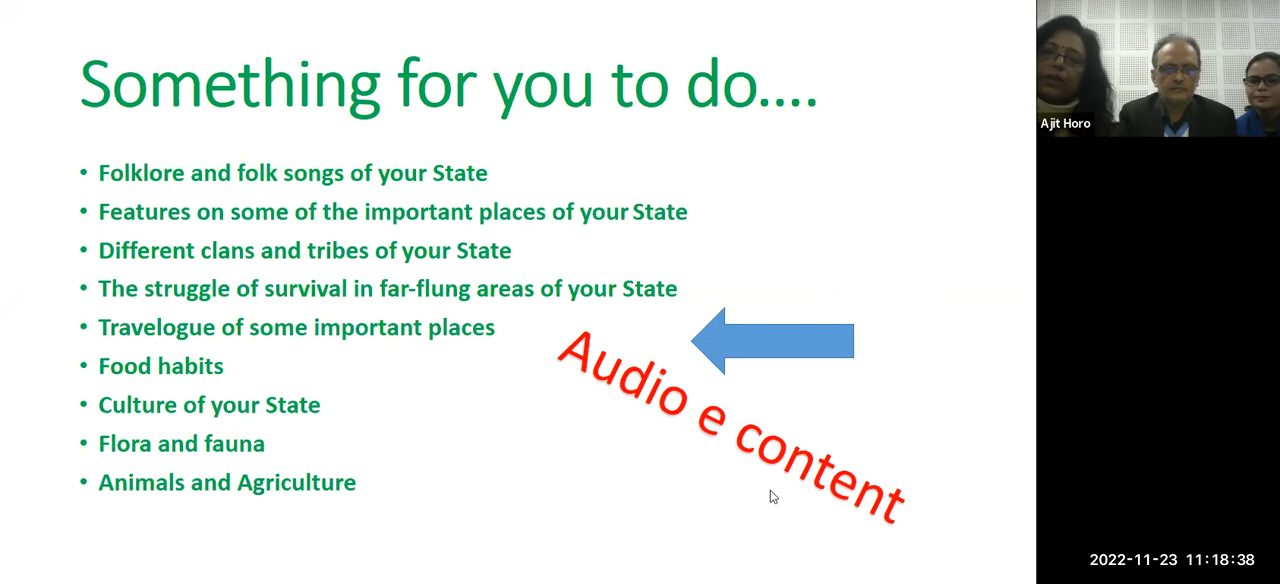 Something for you to do....
• Folklore and folk songs of your State
• Features on some of the important places of your State
• Different clans and tribes of your State
• The struggle of survival in far-flung areas of your State
• Travelogue of some important places
• Food habits
• Culture of your State
• Flora and fauna
• Animals and Agriculture
Audio e content
Ajit Horo
2022-11-23 11:18:38